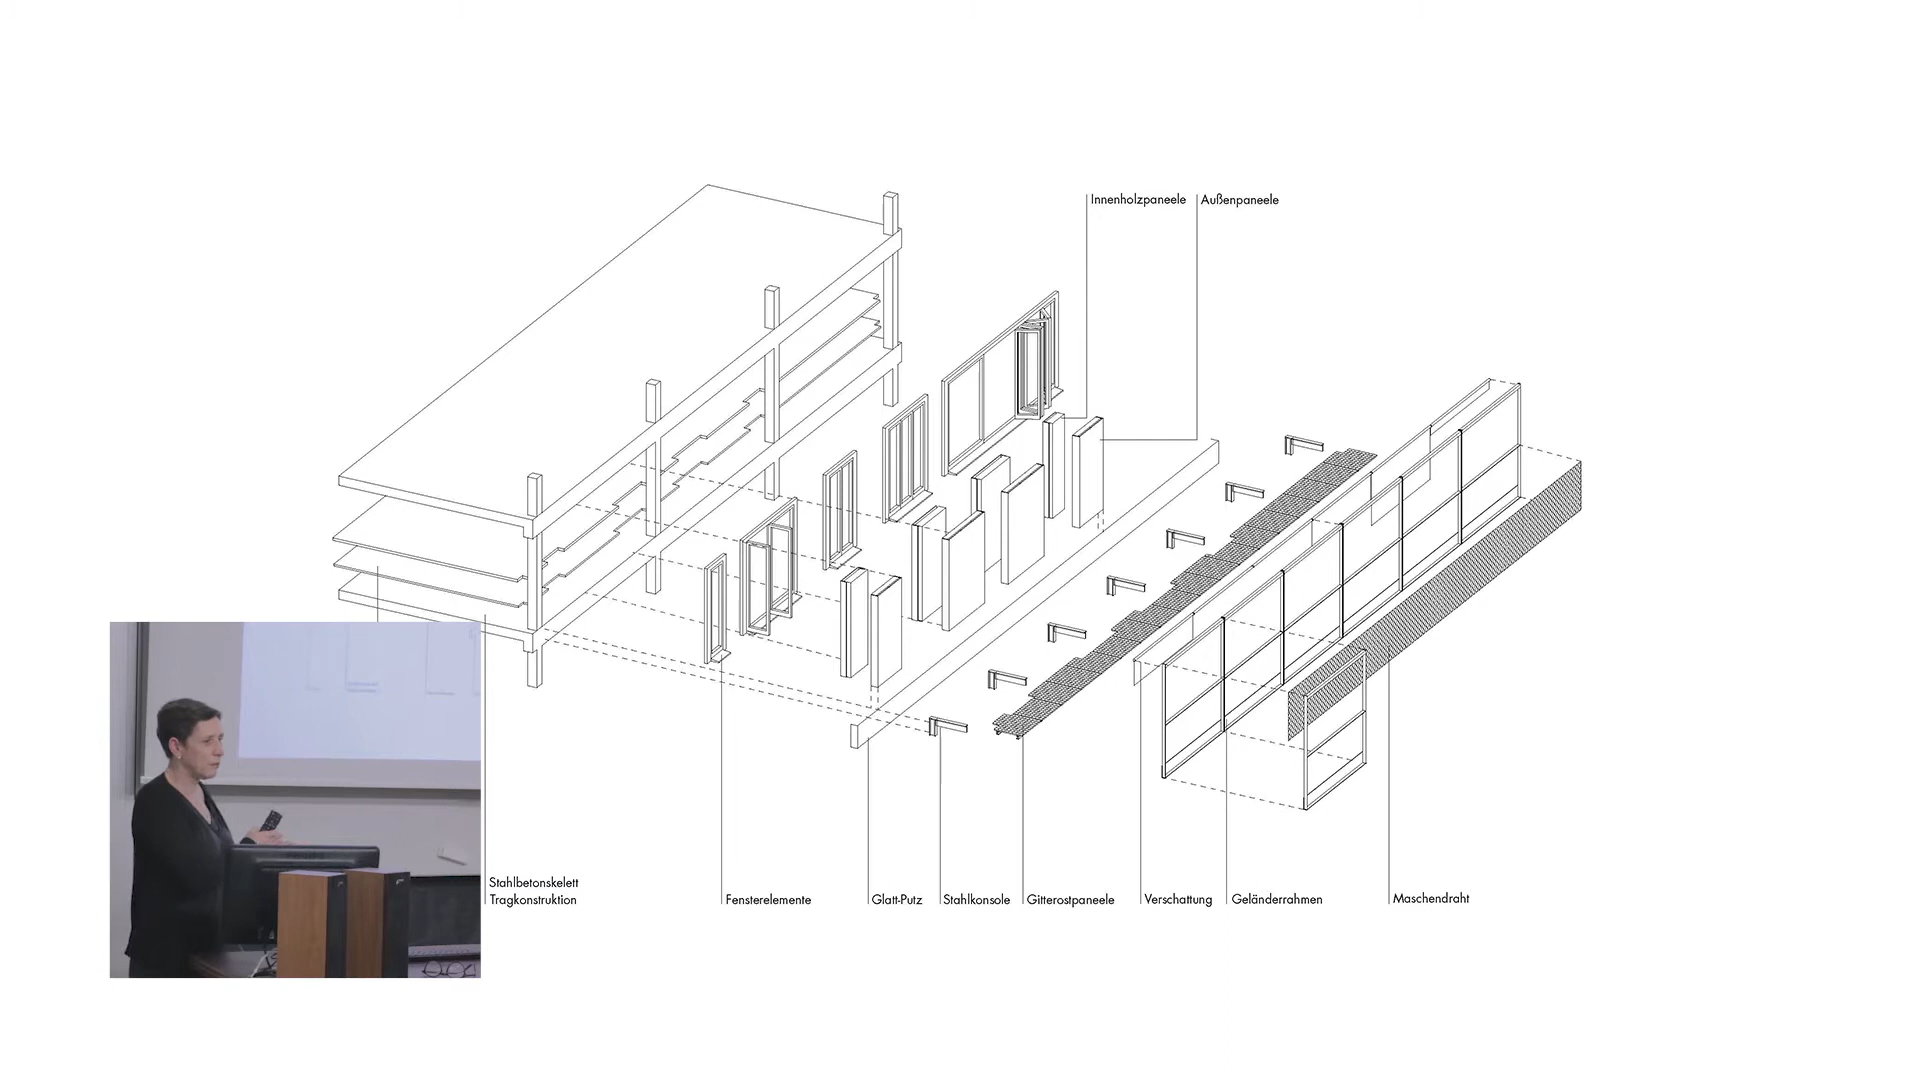 Innenholzpaneele
Außenpaneele
Stahlbetonskelett
Tragkonstruktion
Fensterelemente
Glatt-Putz
Stahlkonsole
Gitterostpaneele
Verschattung
Geländerrahmen
Maschendraht